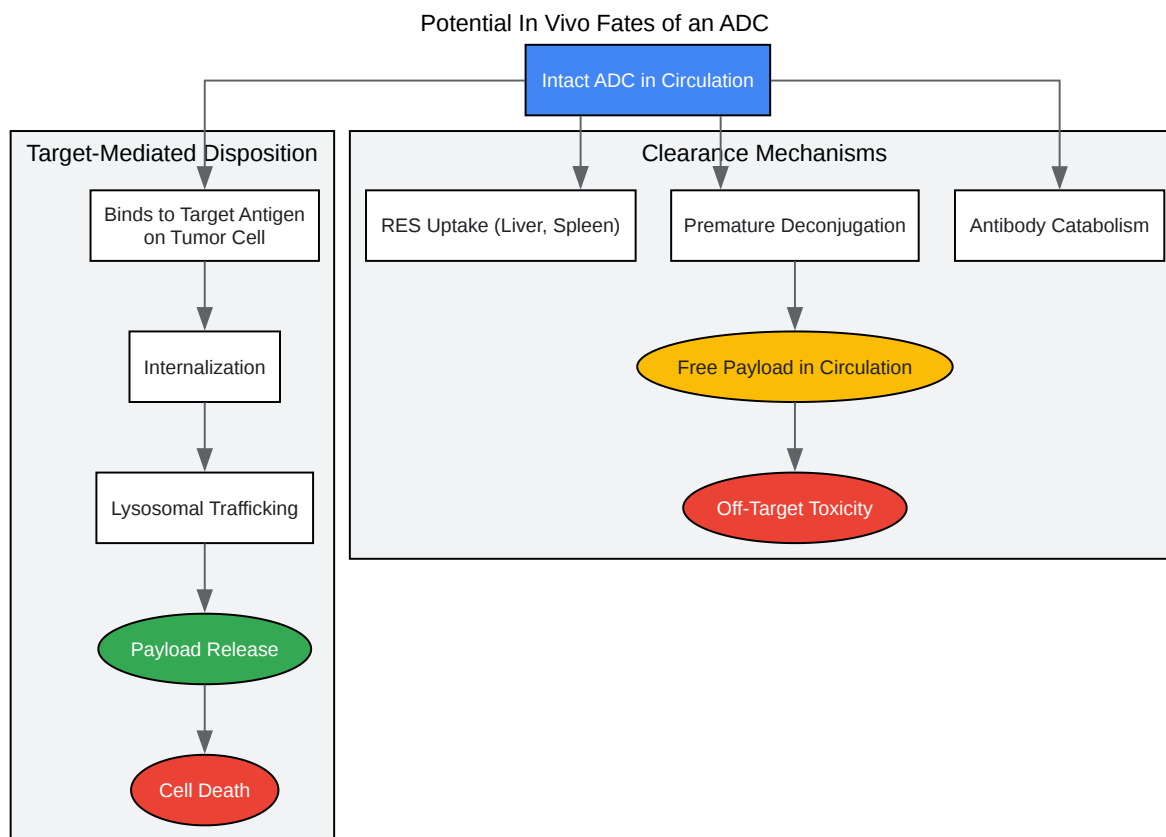 Potential In Vivo Fates of an ADC
Intact ADC in Circulation
Target-Mediated Disposition
Binds to Target Antigen
on Tumor Cell
Internalization
Lysosomal Trafficking
Payload Release
Cell Death
Clearance Mechanisms
RES Uptake (Liver, Spleen)
Premature Deconjugation
Antibody Catabolism
Free Payload in Circulation
Off-Target Toxicity